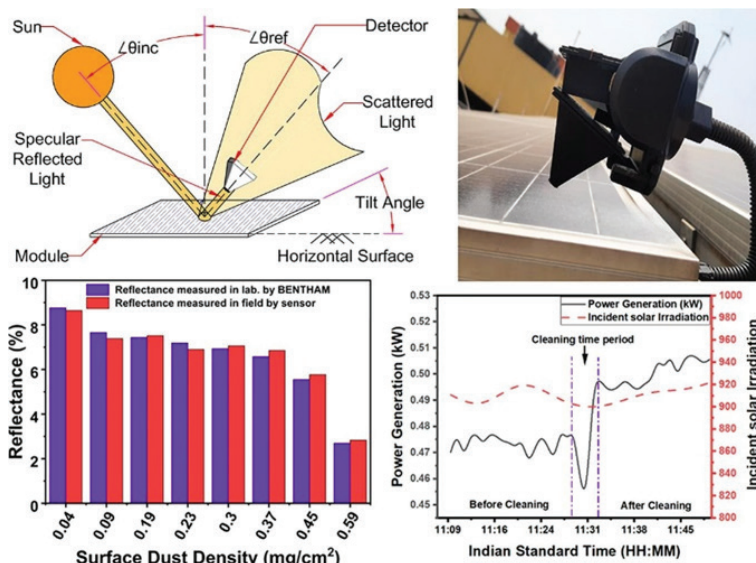 Sun
∠θinc
∠θref
Detector
Scattered
Light
Specular
Reflected
Light
Tilt Angle
Module
Horizontal Surface
Reflectance (%)
10
8
6
4
2
0
Reflectance measured in lab. by BENTHAM
Reflectance measured in field by sensor
0.04
0.09
0.19
0.23
0.3
0.37
0.45
0.59
Surface Dust Density (mg/cm²)
Power Generation (kW)
0.53
0.52
0.51
0.50
0.49
0.48
0.47
0.46
0.45
Power Generation (kW)
Incident solar Irradiation
Cleaning time period
Before Cleaning
After Cleaning
1000
980
960
940
920
900
880
860
840
820
800
Incident solar Irradiation
11:09
11:16
11:24
11:31
11:38
11:45
Indian Standard Time (HH:MM)